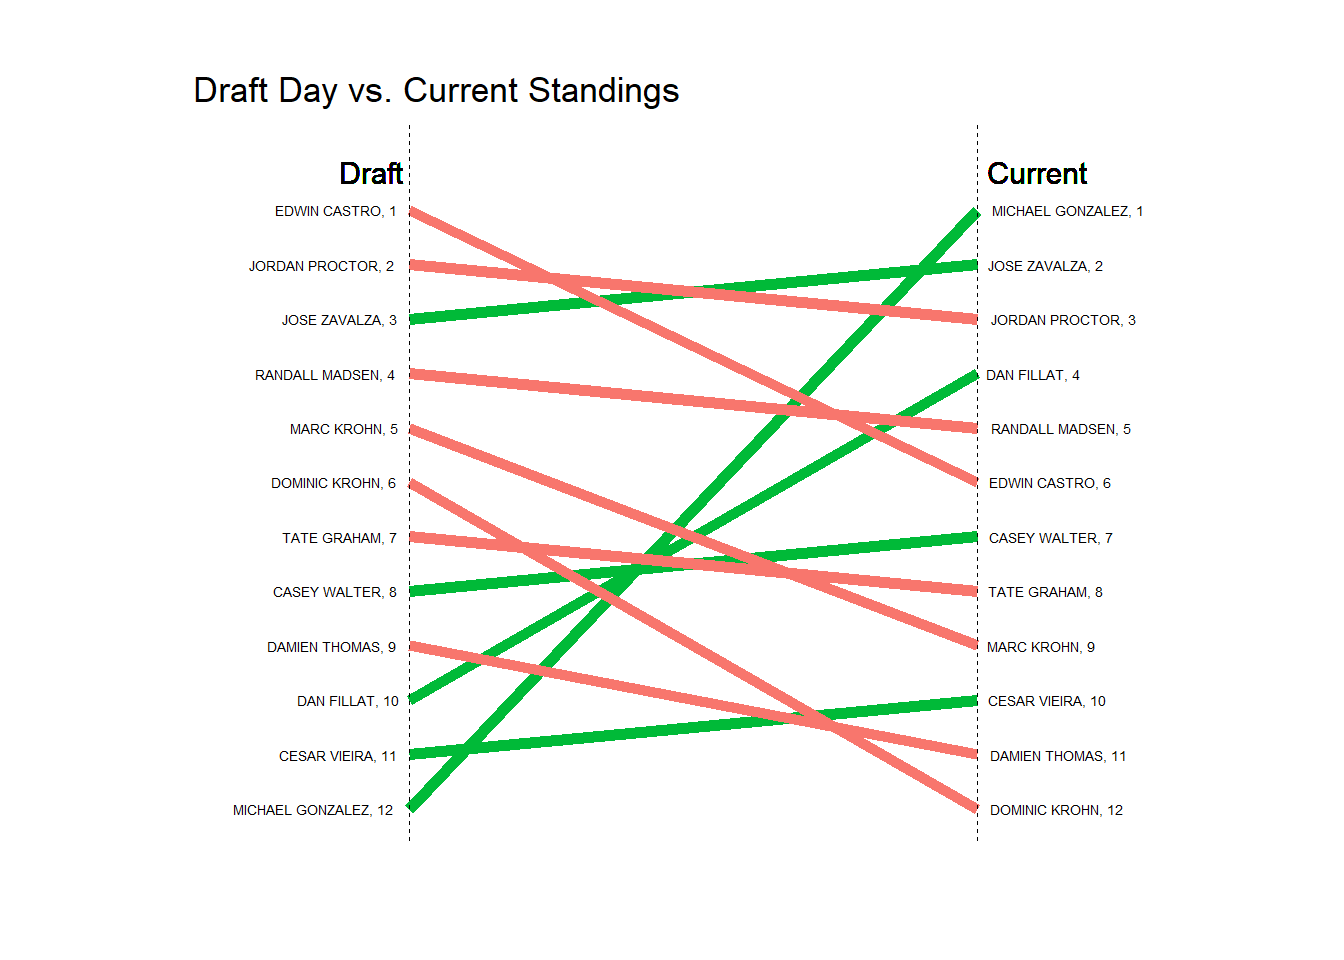 Draft Day vs. Current Standings
Draft
Current
EDWIN CASTRO, 1
MICHAEL GONZALEZ, 1
JORDAN PROCTOR, 2
JOSE ZAVALZA, 2
JOSE ZAVALZA, 3
JORDAN PROCTOR, 3
RANDALL MADSEN, 4
DAN FILLAT, 4
MARC KROHN, 5
RANDALL MADSEN, 5
DOMINIC KROHN, 6
EDWIN CASTRO, 6
TATE GRAHAM, 7
CASEY WALTER, 7
CASEY WALTER, 8
TATE GRAHAM, 8
DAMIEN THOMAS, 9
MARC KROHN, 9
DAN FILLAT, 10
CESAR VIEIRA, 10
CESAR VIEIRA, 11
DAMIEN THOMAS, 11
MICHAEL GONZALEZ, 12
DOMINIC KROHN, 12